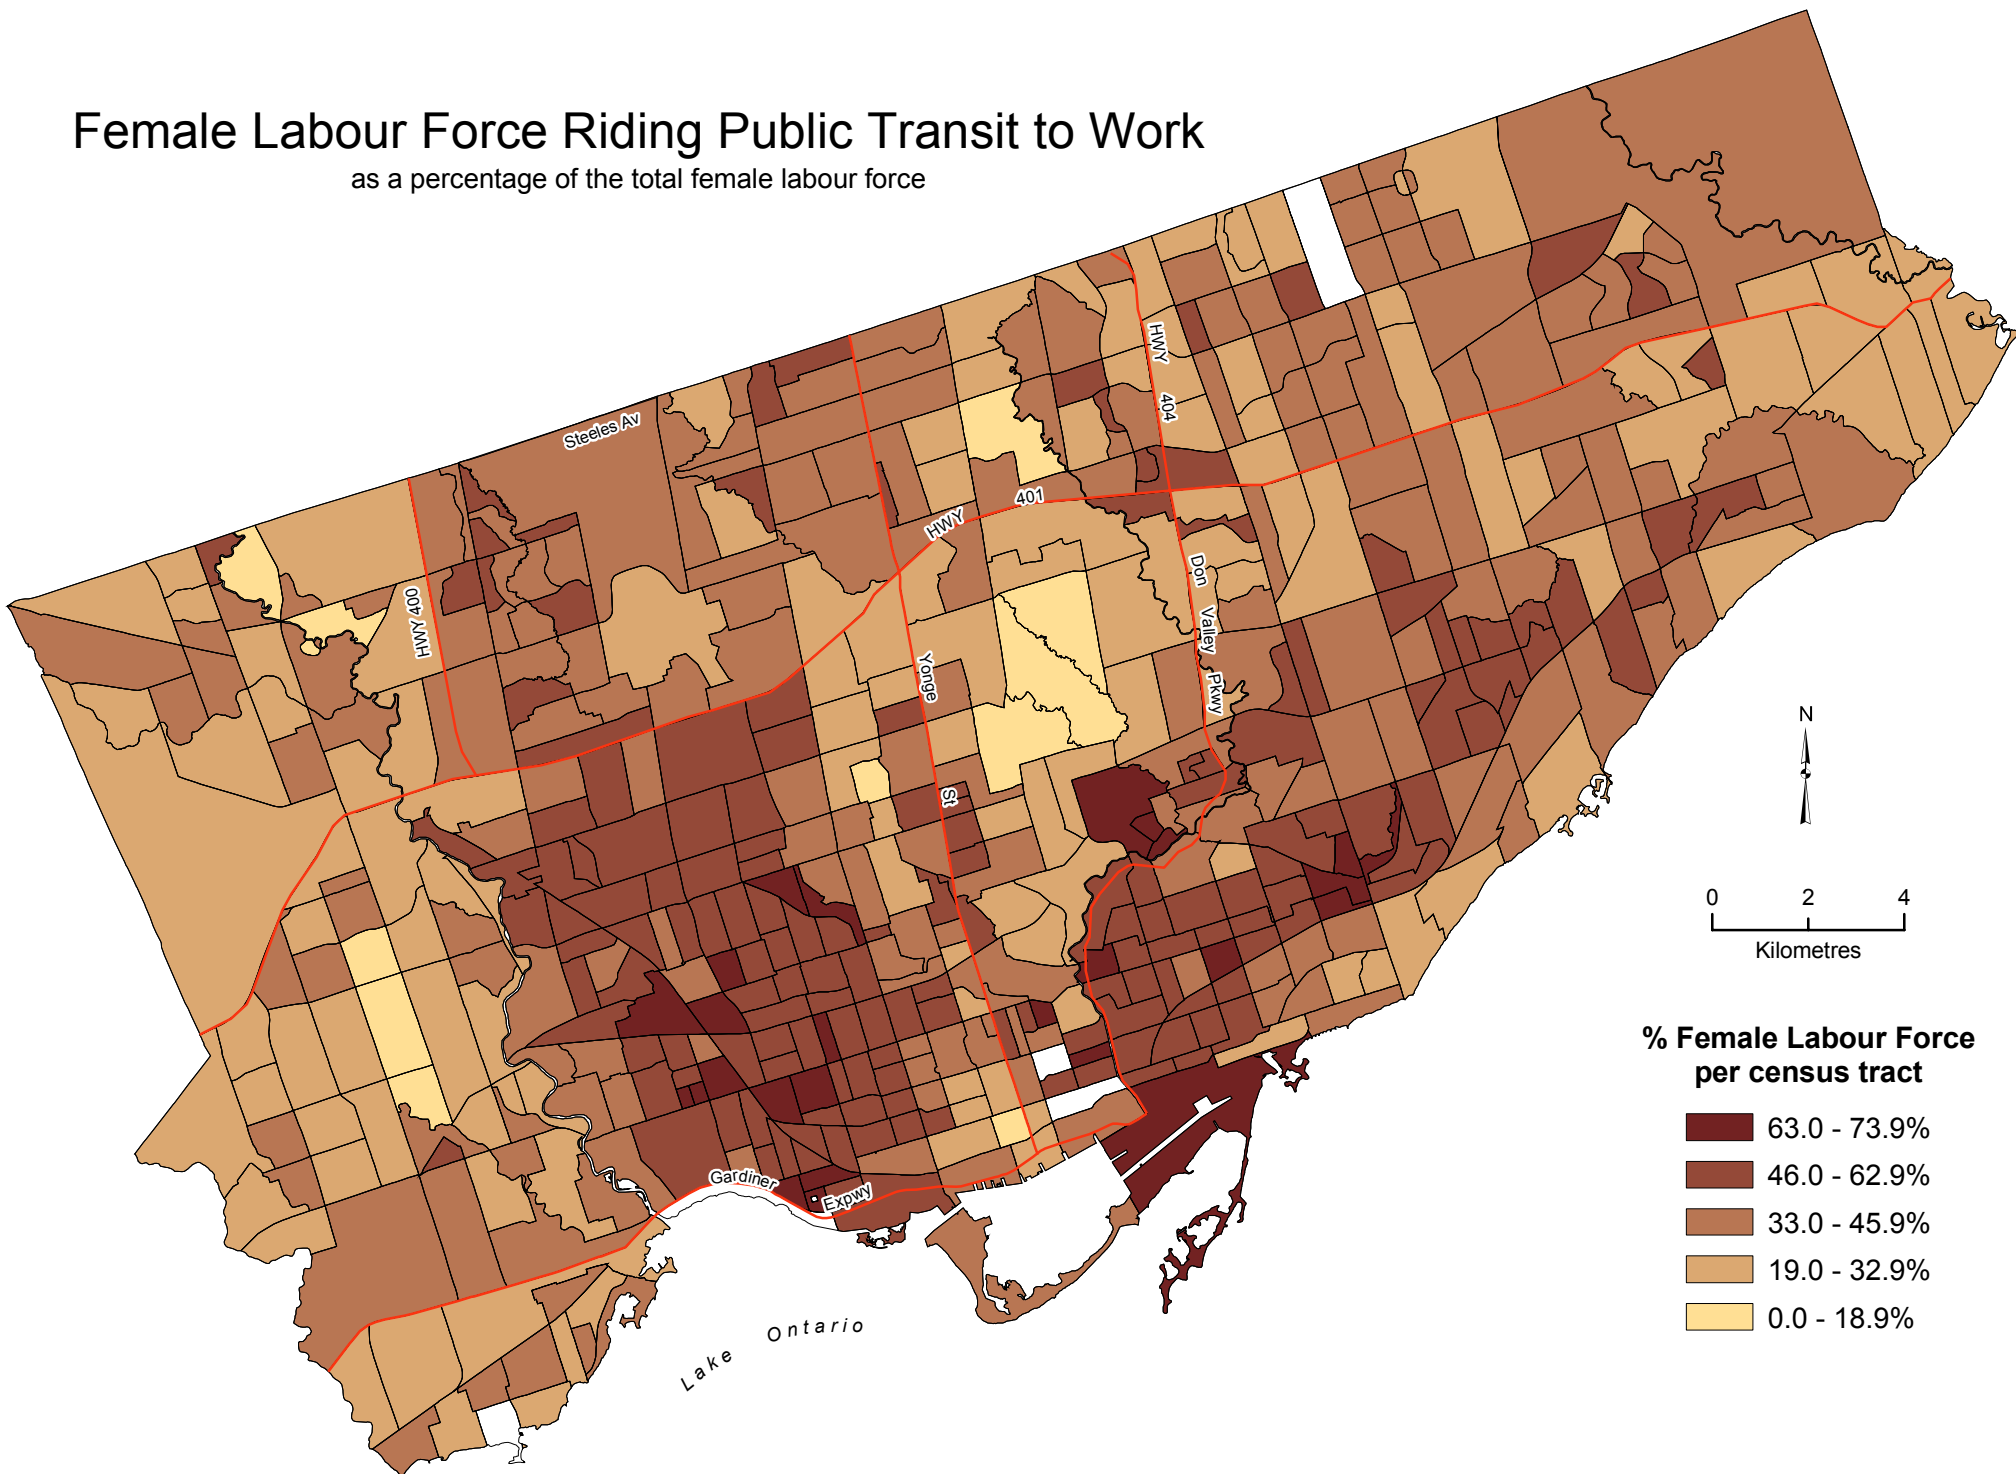 Female Labour Force Riding Public Transit to Work
as a percentage of the total female labour force
Steeles Av
HWY 404
HWY 401
HWY 400
Don Valley Pkwy
Yonge St
Gardiner Expwy
Lake Ontario
N
0 2 4
Kilometres
% Female Labour Force
per census tract
63.0 - 73.9%
46.0 - 62.9%
33.0 - 45.9%
19.0 - 32.9%
0.0 - 18.9%